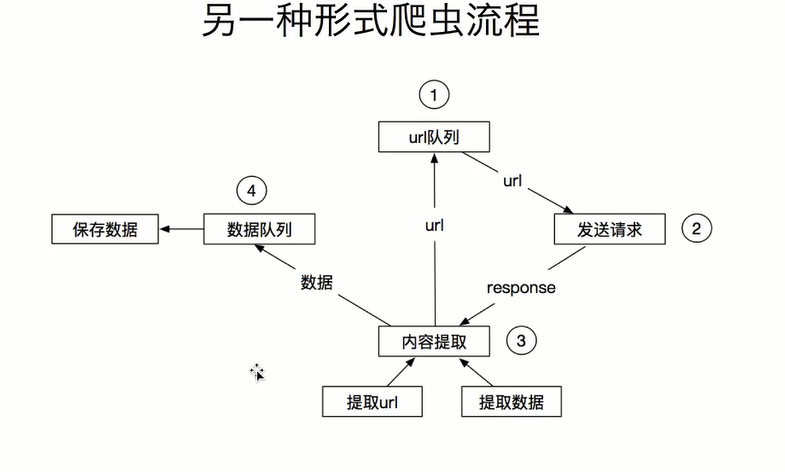 另一种形式爬虫流程
①
url队列
url
④
保存数据
数据队列
url
发送请求
②
数据
response
内容提取
③
提取url
提取数据